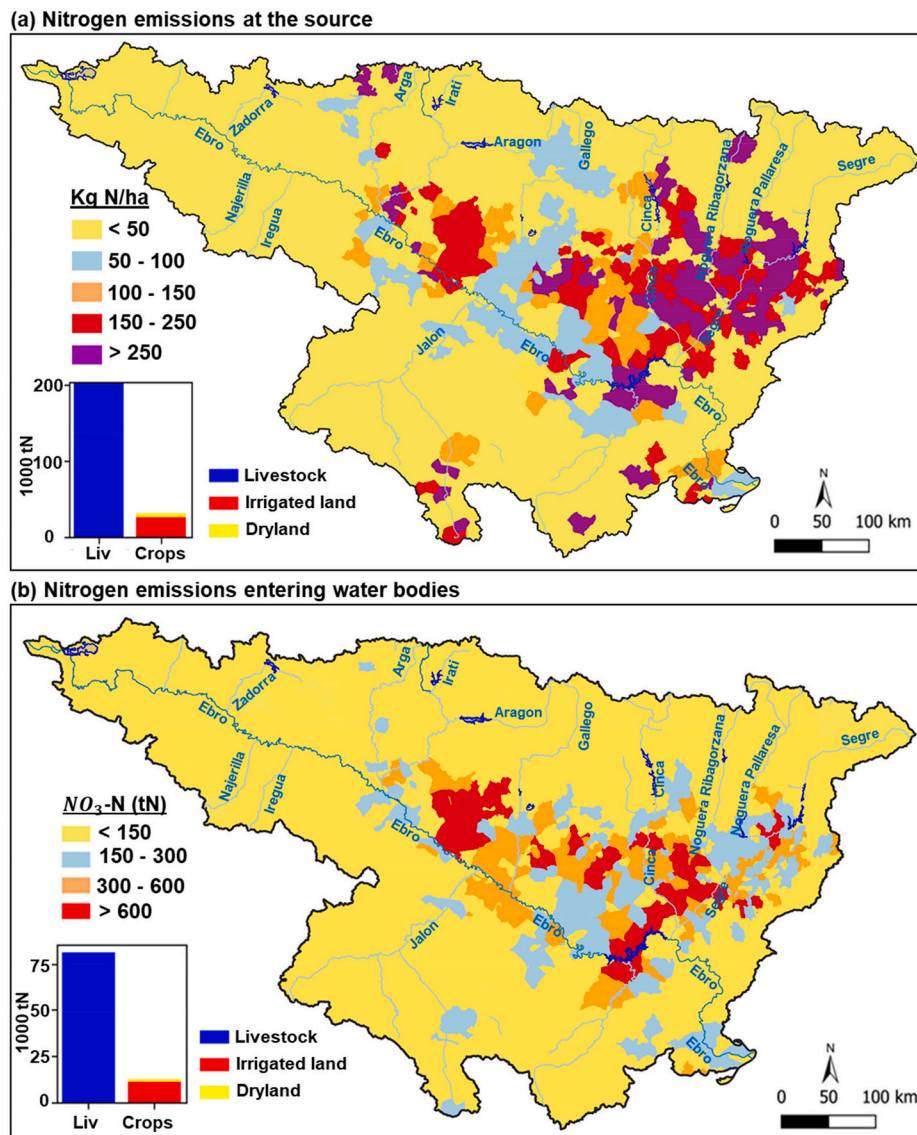 (a) Nitrogen emissions at the source
Arga
Irati
Zadorra
Ebro
Aragon
Gallego
Segre
Najerilla
Iregua
Cinca
Noguera Ribagorzana
Noguera Pallaresa
Kg N/ha
< 50
50 - 100
100 - 150
150 - 250
> 250
Ebro
Cinca
Segre
Jalon
Ebro
Ebro
Ebro
200
100
0
1000 tN
Liv Crops
Livestock
Irrigated land
Dryland
N
0 50 100 km
(b) Nitrogen emissions entering water bodies
Arga
Irati
Zadorra
Ebro
Aragon
Gallego
Segre
Najerilla
Iregua
Cinca
Noguera Ribagorzana
Noguera Pallaresa
NO3-N (tN)
< 150
150 - 300
300 - 600
> 600
Ebro
Cinca
Segre
Jalon
Ebro
Ebro
Ebro
75
50
25
0
1000 tN
Liv Crops
Livestock
Irrigated land
Dryland
N
0 50 100 km